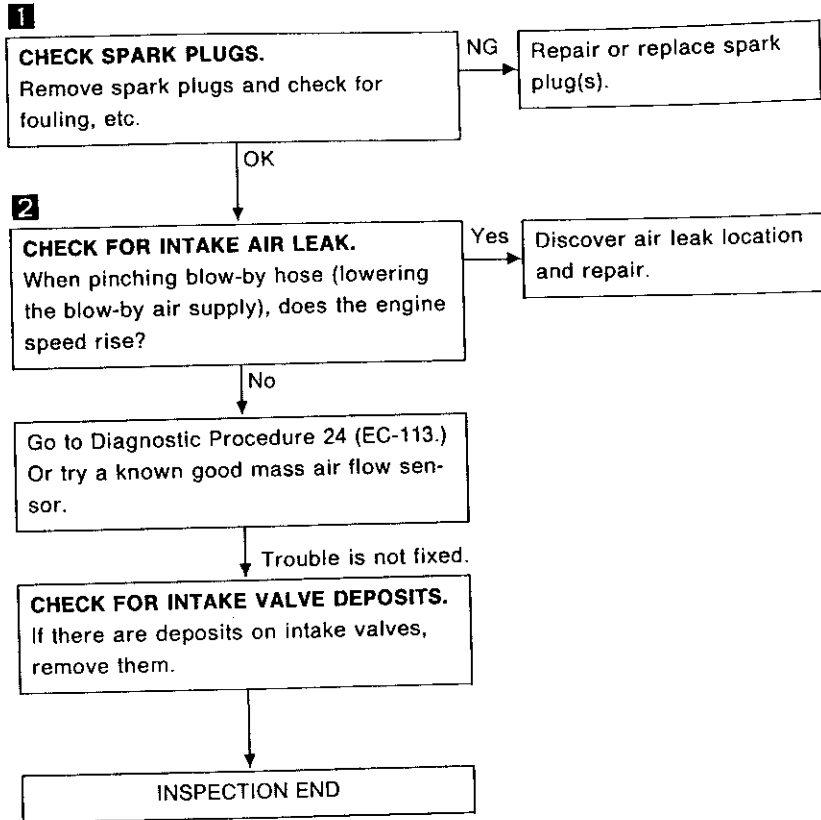 1
CHECK SPARK PLUGS.
Remove spark plugs and check for
fouling, etc.
NG
Repair or replace spark
plug(s).
OK
2
CHECK FOR INTAKE AIR LEAK.
When pinching blow-by hose (lowering
the blow-by air supply), does the engine
speed rise?
Yes
Discover air leak location
and repair.
No
Go to Diagnostic Procedure 24 (EC-113.)
Or try a known good mass air flow sen-
sor.
Trouble is not fixed.
CHECK FOR INTAKE VALVE DEPOSITS.
If there are deposits on intake valves,
remove them.
INSPECTION END